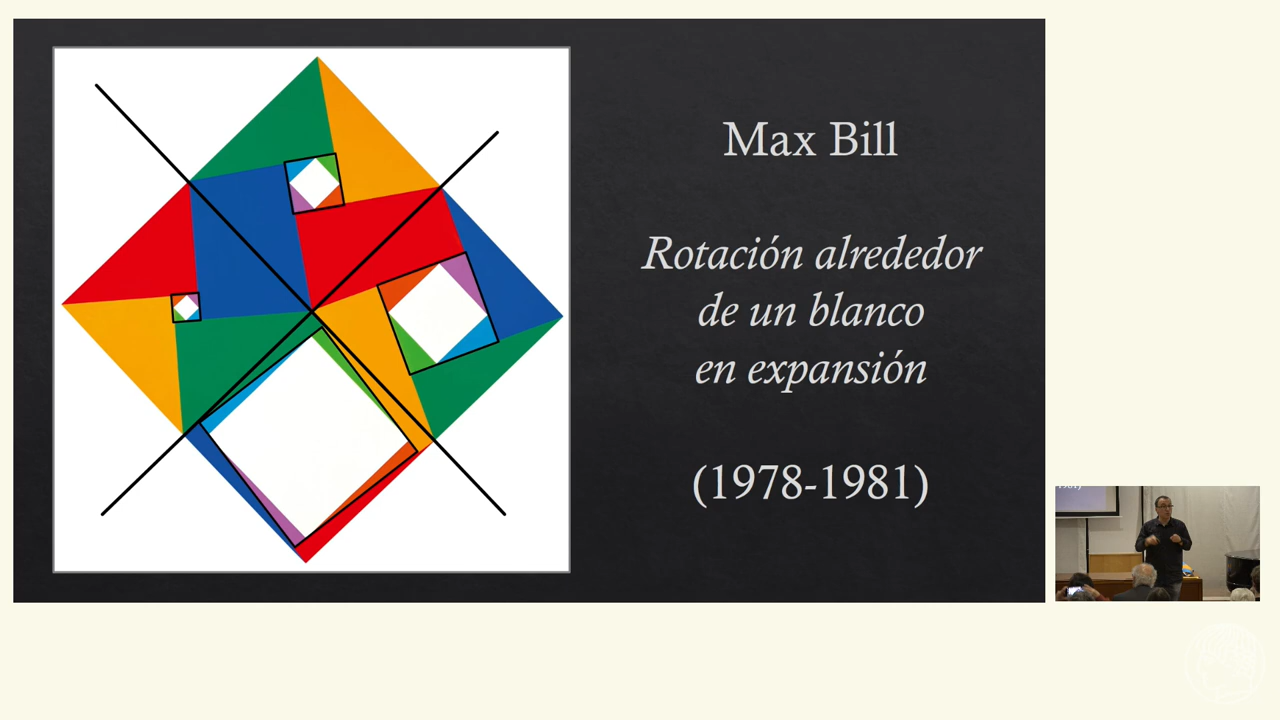 Max Bill
Rotación alrededor
de un blanco
en expansión
(1978-1981)